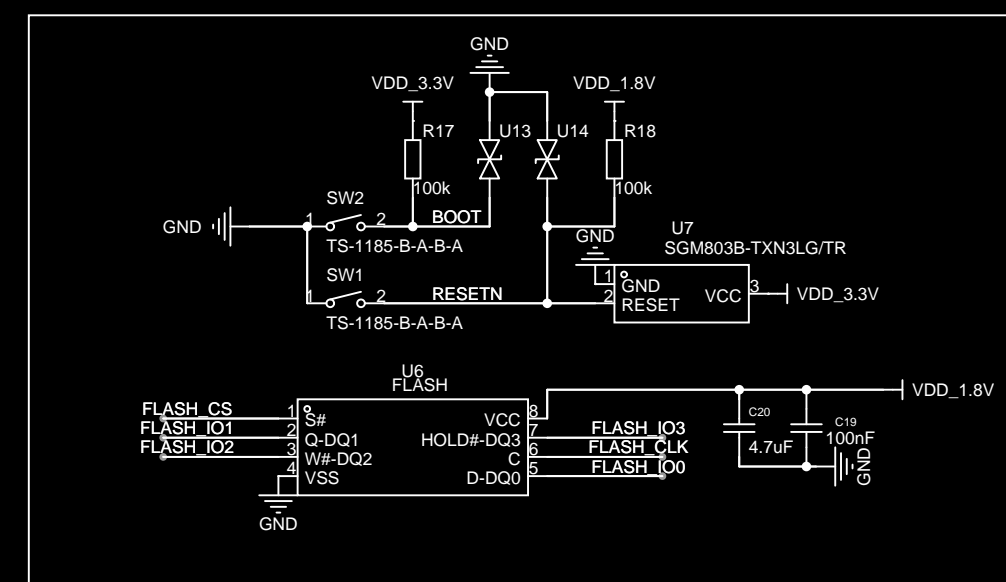 GND
VDD_3.3V
VDD_1.8V
R17
U13
U14
R18
100k
100k
SW2
GND
1
2
BOOT
TS-1185-B-A-B-A
GND
U7
SGM803B-TXN3LG/TR
SW1
1
2
RESETN
TS-1185-B-A-B-A
1
GND
2
RESET
VCC
3
VDD_3.3V
U6
FLASH
VDD_1.8V
FLASH_CS
1
S#
VCC
8
FLASH_IO1
2
Q-DQ1
HOLD#-DQ3
7
FLASH_IO3
FLASH_IO2
3
W#-DQ2
C
6
FLASH_CLK
4
VSS
D-DQ0
5
FLASH_IO0
GND
C20
4.7uF
C19
100nF
GND